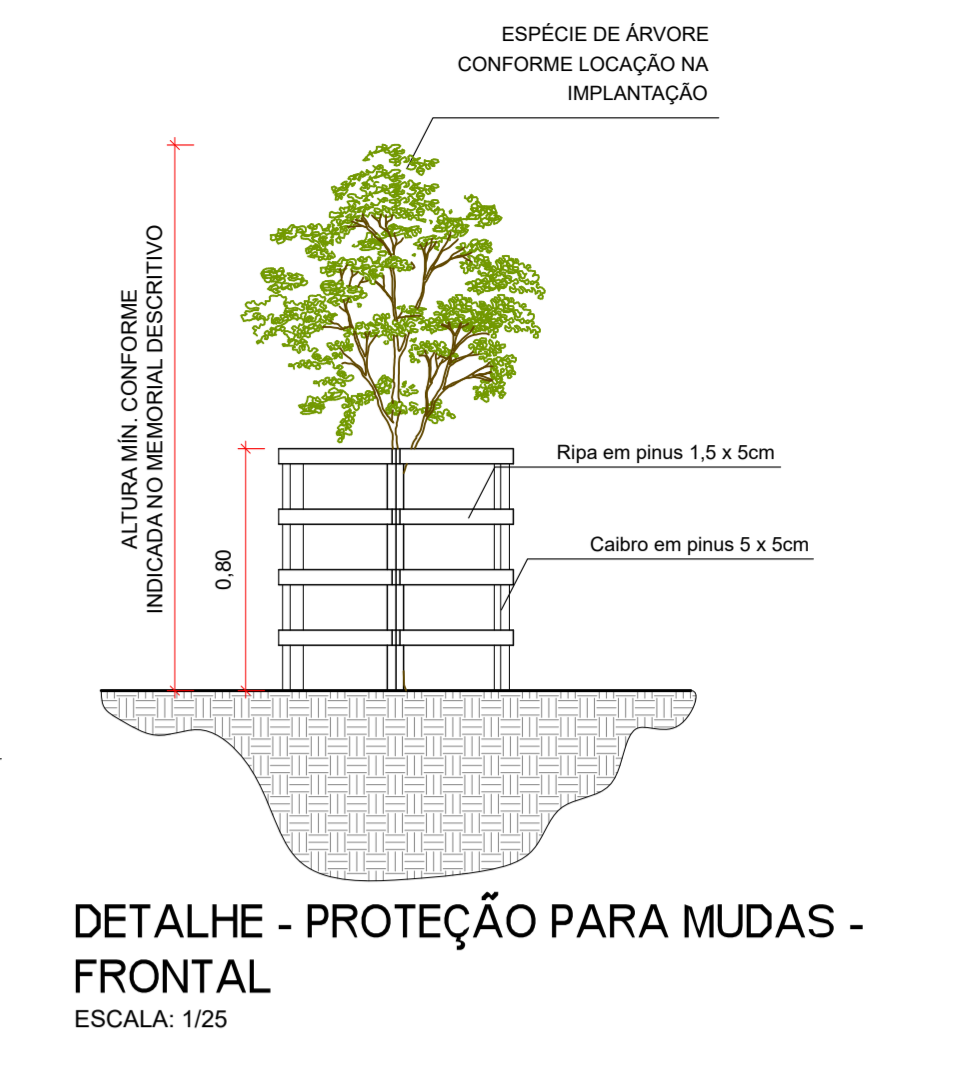 ESPÉCIE DE ÁRVORE
CONFORME LOCAÇÃO NA
IMPLANTAÇÃO
ALTURA MÍN. CONFORME
INDICADA NO MEMORIAL DESCRITIVO
0,80
Ripa em pinus 1,5 x 5cm
Caibro em pinus 5 x 5cm
DETALHE - PROTEÇÃO PARA MUDAS -
FRONTAL
ESCALA: 1/25